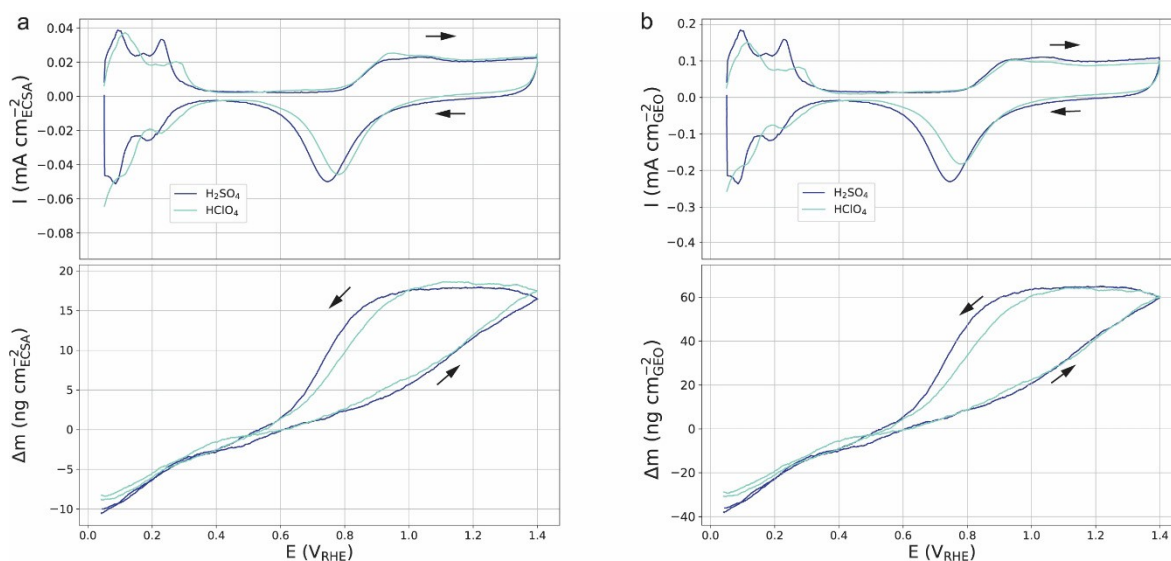 a
0.04
0.02
0.00
−0.02
−0.04
−0.06
−0.08
I (mA cm⁻²ECSA)
H₂SO₄
HClO₄
20
15
10
5
0
−5
−10
Δm (ng cm⁻²ECSA)
0.0 0.2 0.4 0.6 0.8 1.0 1.2 1.4
E (VRHE)
b
0.2
0.1
0.0
−0.1
−0.2
−0.3
−0.4
I (mA cm⁻²GEO)
H₂SO₄
HClO₄
60
40
20
0
−20
−40
Δm (ng cm⁻²GEO)
0.0 0.2 0.4 0.6 0.8 1.0 1.2 1.4
E (VRHE)